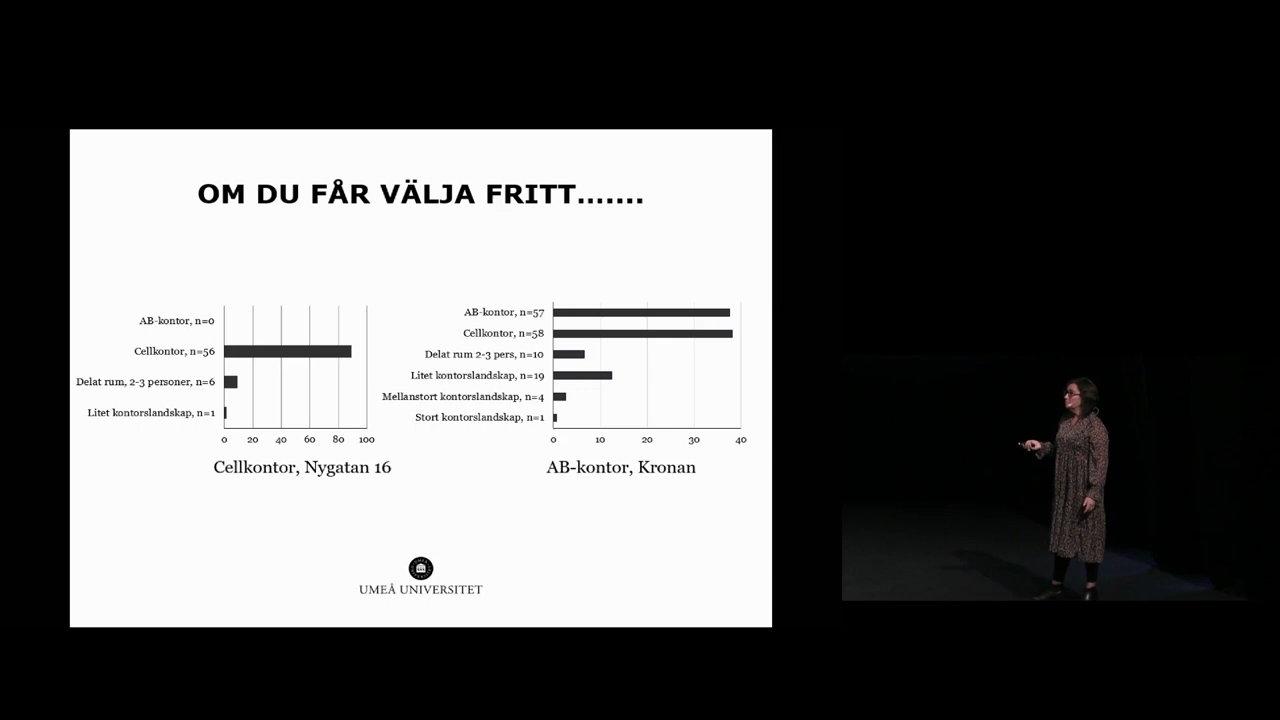 OM DU FÅR VÄLJA FRITT.......
AB-kontor, n=0
Cellkontor, n=56
Delat rum, 2-3 personer, n=6
Litet kontorslandskap, n=1
0 20 40 60 80 100
Cellkontor, Nygatan 16
AB-kontor, n=57
Cellkontor, n=58
Delat rum 2-3 pers, n=10
Litet kontorslandskap, n=19
Mellanstort kontorslandskap, n=4
Stort kontorslandskap, n=1
0 10 20 30 40
AB-kontor, Kronan
UMEÅ UNIVERSITET